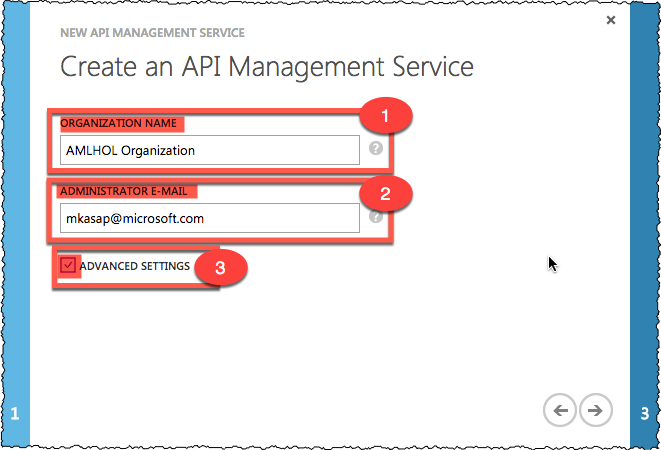 NEW API MANAGEMENT SERVICE
Create an API Management Service
ORGANIZATION NAME
1
AMLHOL Organization
?
ADMINISTRATOR E-MAIL
2
mkasap@microsoft.com
?
ADVANCED SETTINGS
3
1
3